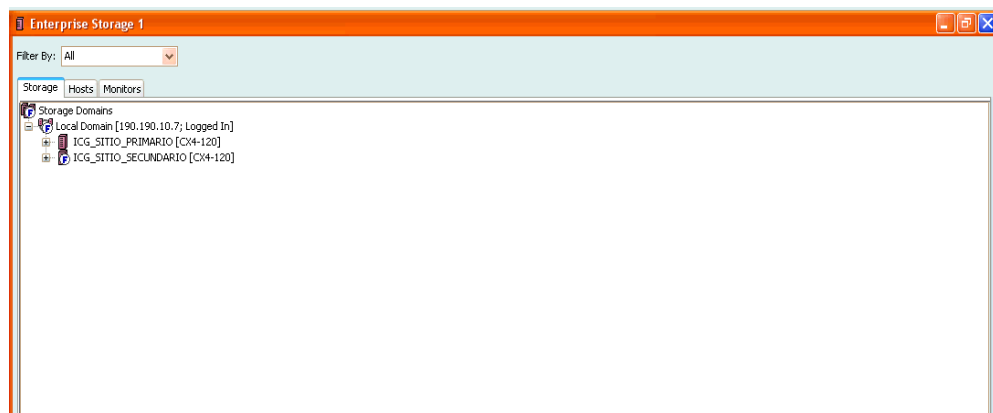 Enterprise Storage 1
Filter By: All
Storage Hosts Monitors
Storage Domains
Local Domain [190.190.10.7; Logged In]
ICG_SITIO_PRIMARIO [CX4-120]
ICG_SITIO_SECUNDARIO [CX4-120]